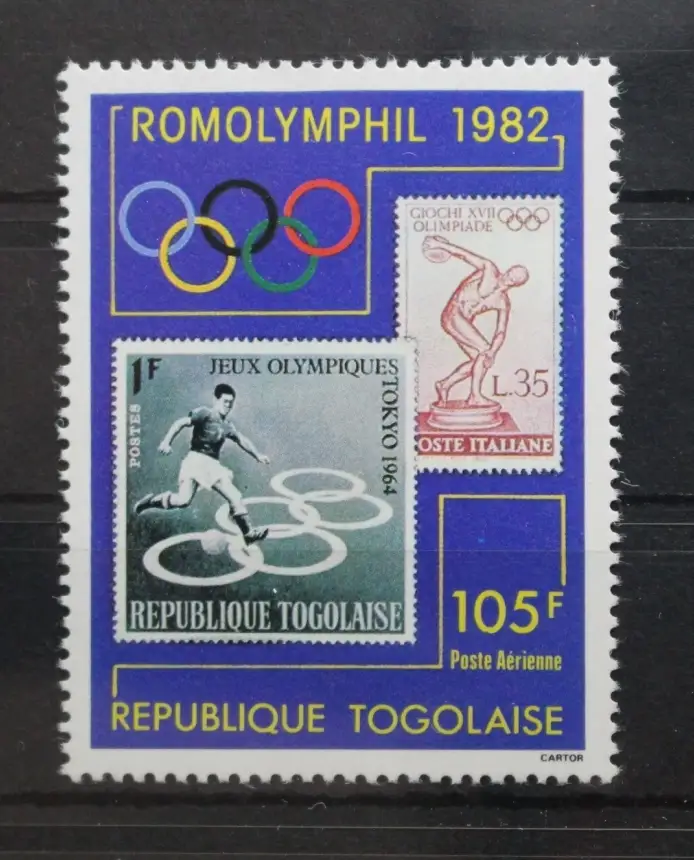 ROMOLYMPHIL 1982
GIOCHI XVII
OLIMPIADE
L.35
OSTE ITALIANE
1F
JEUX OLYMPIQUES
TOKYO 1964
POSTES
REPUBLIQUE TOGOLAISE
105F
Poste Aérienne
REPUBLIQUE TOGOLAISE
CARTOR